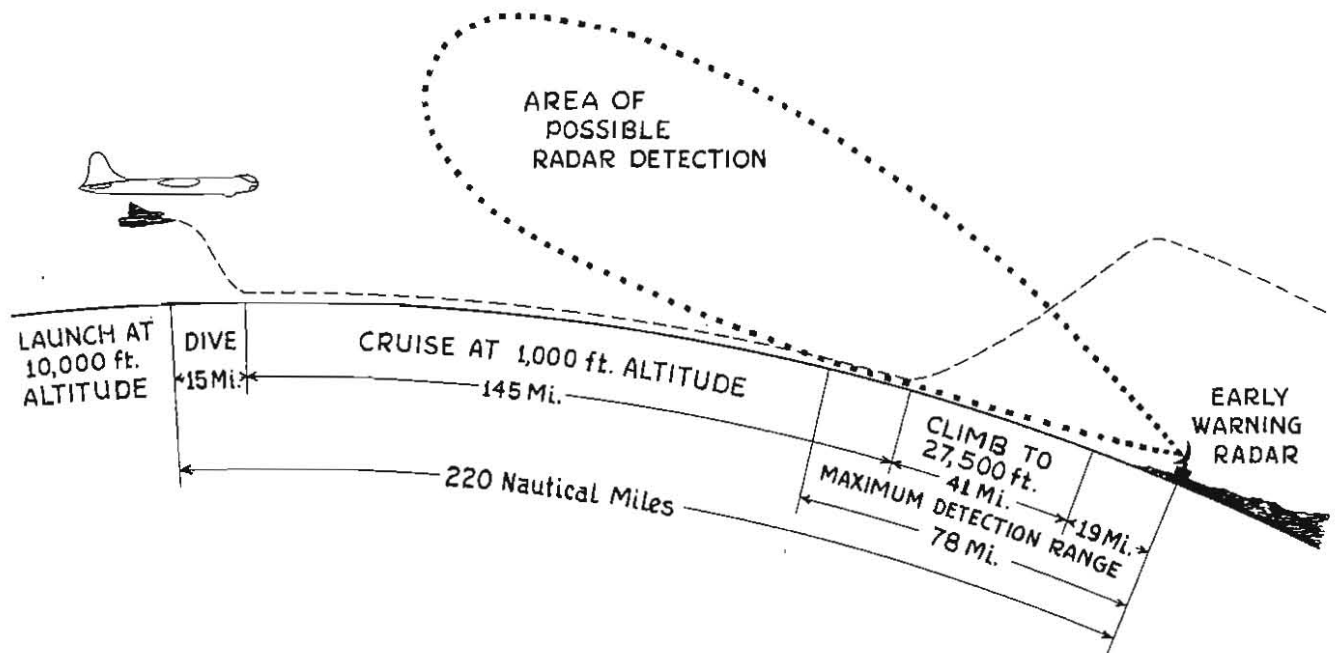 AREA OF
POSSIBLE
RADAR DETECTION
LAUNCH AT
10,000 ft.
ALTITUDE
DIVE
15 Mi.
CRUISE AT 1,000 ft. ALTITUDE
145 Mi.
220 Nautical Miles
CLIMB TO
27,500 ft.
41 Mi.
19 Mi.
MAXIMUM DETECTION RANGE
78 Mi.
EARLY
WARNING
RADAR